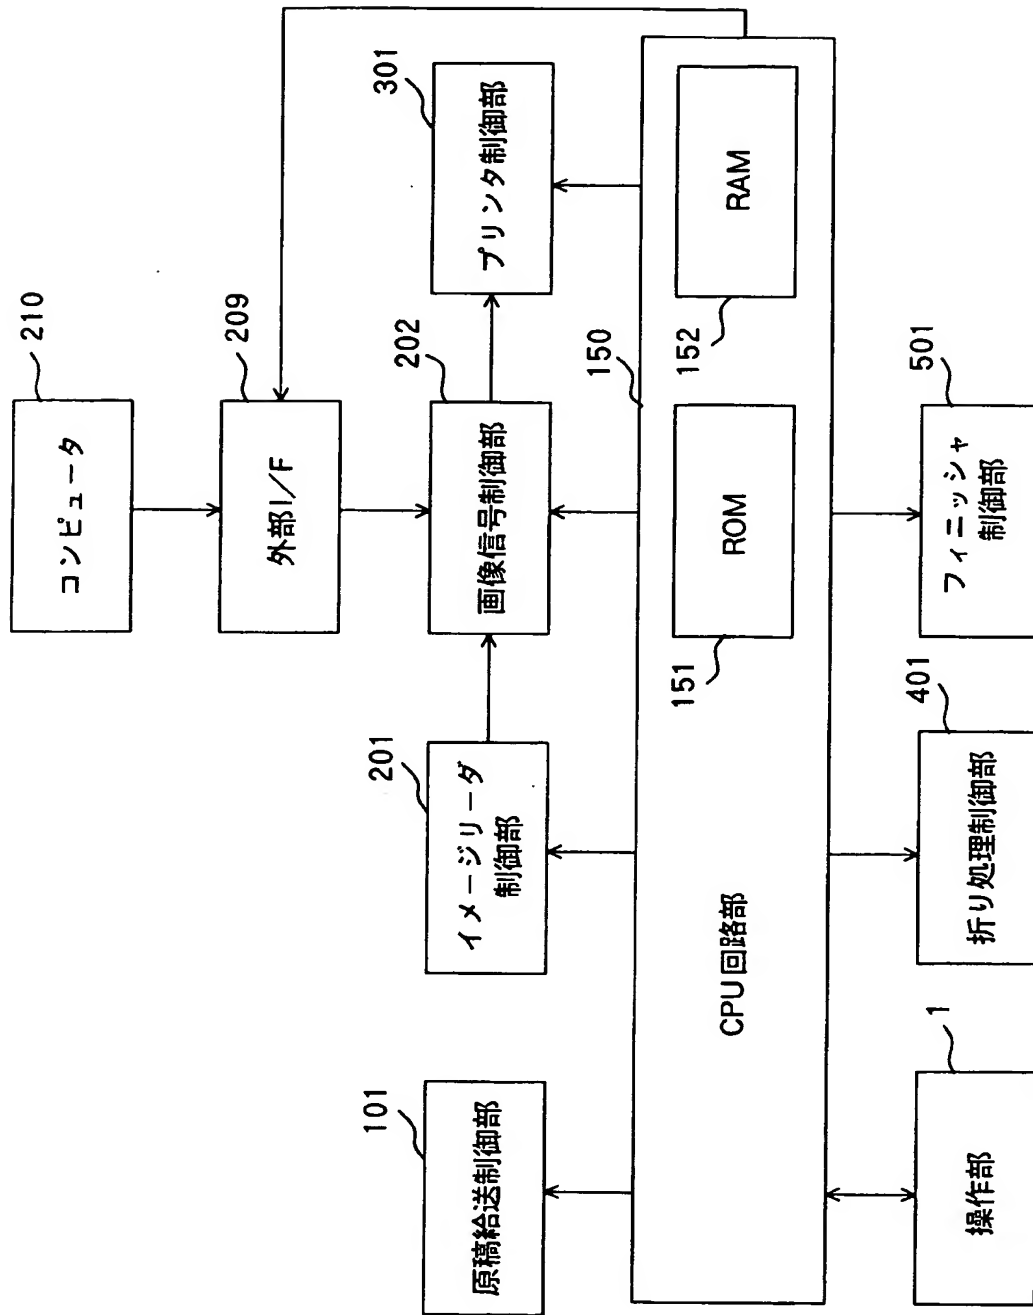 210
コンピュータ
209
外部I/F
101
原稿給送制御部
201
イメージリーダ
制御部
202
画像信号制御部
301
プリンタ制御部
150
CPU回路部
151
ROM
152
RAM
1
操作部
401
折り処理制御部
501
フィニッシャ
制御部